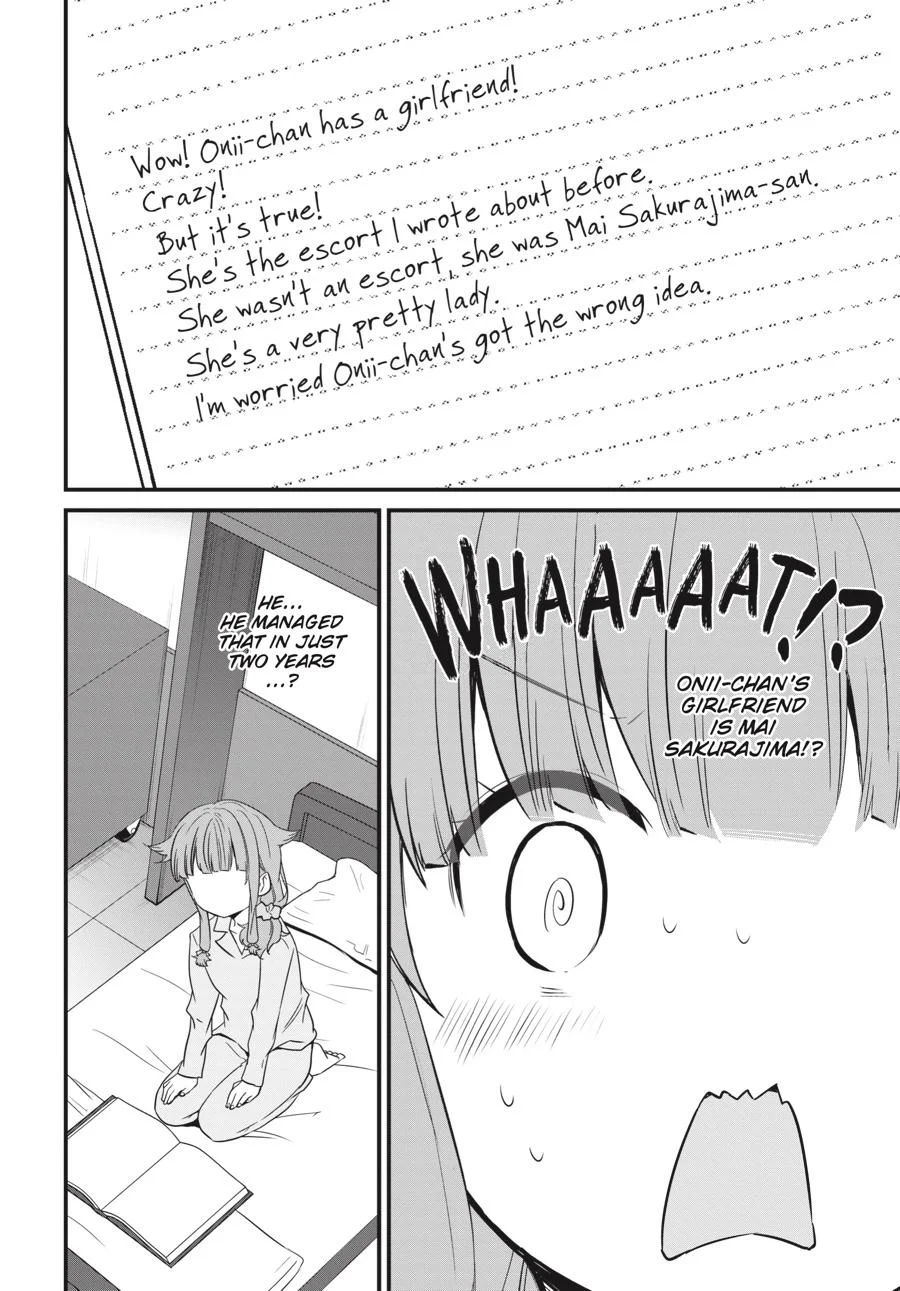 Wow! Onii-chan has a girlfriend!
Crazy!
But it's true!
She's the escort I wrote about before.
She wasn't an escort, she was Mai Sakurajima-san.
She's a very pretty lady.
I'm worried Onii-chan's got the wrong idea.
WHAAAAAT!?
ONII-CHAN'S
GIRLFRIEND
IS MAI
SAKURAJIMA!?
HE...
HE MANAGED
THAT IN JUST
TWO YEARS
...?